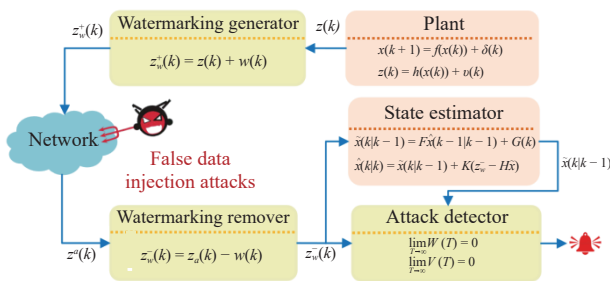 z_w^+(k)
Watermarking generator
z_w^+(k) = z(k) + w(k)
z(k)
Plant
x(k+1) = f(x(k)) + δ(k)
z(k) = h(x(k)) + υ(k)
Network
False data
injection attacks
State estimator
x̃(k|k−1) = Fx̂(k−1|k−1) + G(k)
x̂(k|k) = x̃(k|k−1) + K(z_w^- − Hx̃)
x̃(k|k−1)
z^a(k)
Watermarking remover
z_w^-(k) = z_a(k) − w(k)
z_w^-(k)
Attack detector
lim_{T→∞} W (T) = 0
lim_{T→∞} V (T) = 0